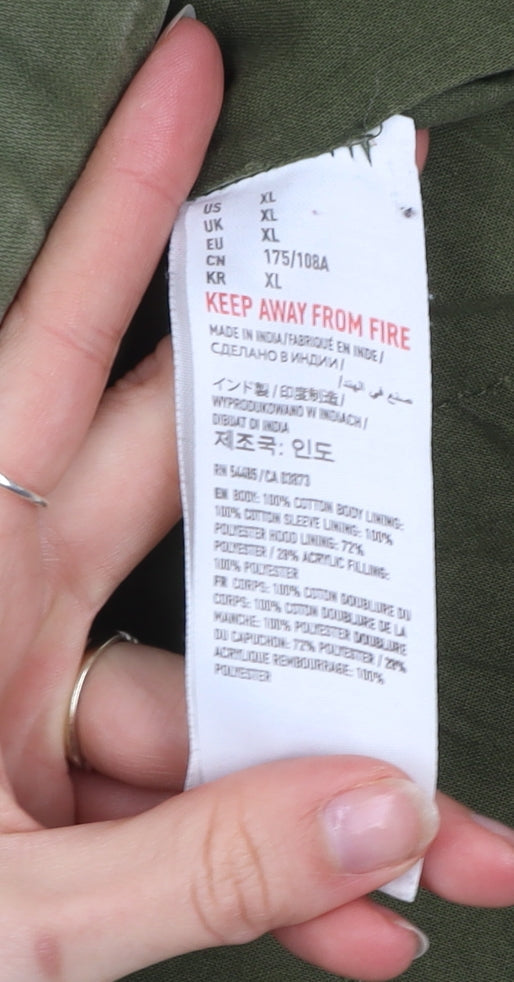 US XL
UK XL
EU XL
CN 175/108A
KR XL
KEEP AWAY FROM FIRE
MADE IN INDIA/FABRIQUÉ EN INDE/
СДЕЛАНО В ИНДИИ/
صنع في الهند/
インド製/印度制造/
WYPRODUKOWANO W INDIACH/
DIBUAT DI INDIA
제조국: 인도
RN 54485/CA 03873
EN BODY: 100% COTTON BODY LINING:
100% COTTON SLEEVE LINING: 100%
POLYESTER HOOD LINING: 72%
POLYESTER / 28% ACRYLIC FILLING:
100% POLYESTER
FR CORPS: 100% COTON DOUBLURE DU
CORPS: 100% COTON DOUBLURE DE LA
MANCHE: 100% POLYESTER DOUBLURE
DU CAPUCHON: 72% POLYESTER / 28%
ACRYLIQUE REMBOURRAGE: 100%
POLYESTER